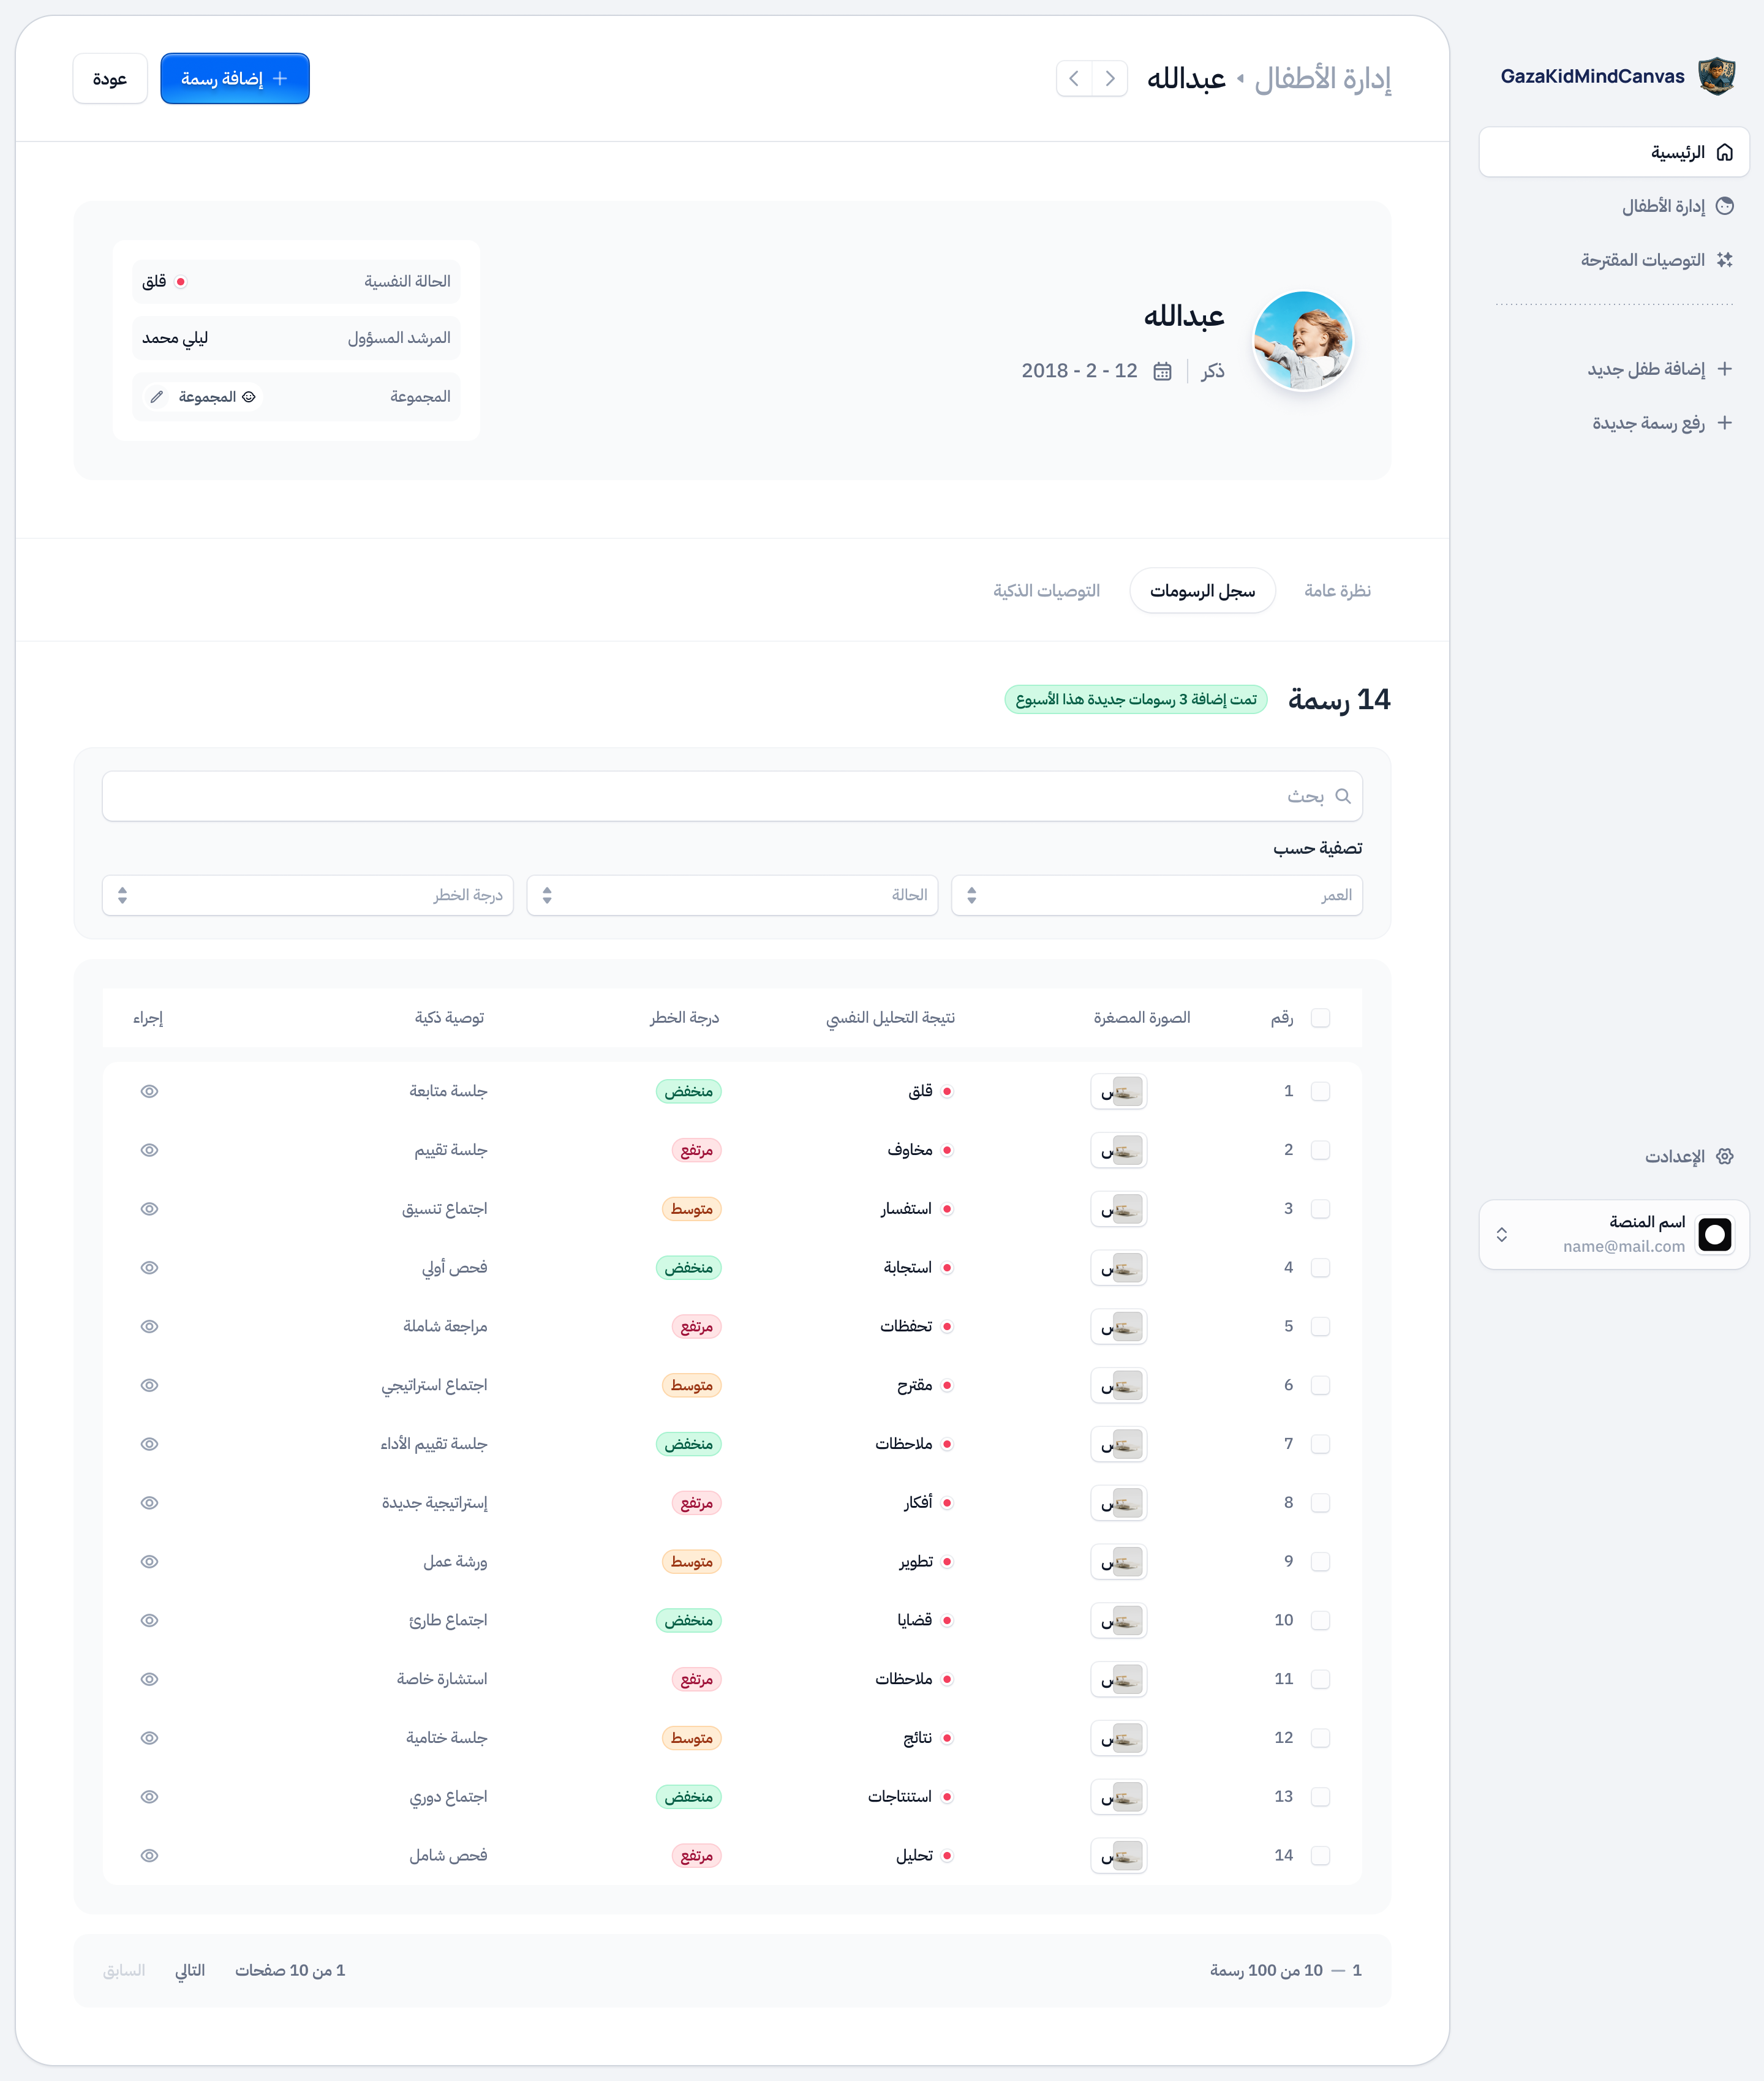 GazaKidMindCanvas
الرئيسية
إدارة الأطفال
التوصيات المقترحة
إضافة طفل جديد
رفع رسمة جديدة
الإعدادت
اسم المنصة
name@mail.com
إدارة الأطفال عبدالله
إضافة رسمة
عودة
عبدالله
ذكر 12 - 2 - 2018
الحالة النفسية قلق
المرشد المسؤول ليلي محمد
المجموعة المجموعة
نظرة عامة سجل الرسومات التوصيات الذكية
14 رسمة تمت إضافة 3 رسومات جديدة هذا الأسبوع
بحث
تصفية حسب
العمر الحالة درجة الخطر
رقم الصورة المصغرة نتيجة التحليل النفسي درجة الخطر توصية ذكية إجراء
1 قلق منخفض جلسة متابعة
2 مخاوف مرتفع جلسة تقييم
3 استفسار متوسط اجتماع تنسيق
4 استجابة منخفض فحص أولي
5 تحفظات مرتفع مراجعة شاملة
6 مقترح متوسط اجتماع استراتيجي
7 ملاحظات منخفض جلسة تقييم الأداء
8 أفكار مرتفع إستراتيجية جديدة
9 تطوير متوسط ورشة عمل
10 قضايا منخفض اجتماع طارئ
11 ملاحظات مرتفع استشارة خاصة
12 نتائج متوسط جلسة ختامية
13 استنتاجات منخفض اجتماع دوري
14 تحليل مرتفع فحص شامل
1 — 10 من 100 رسمة
1 من 10 صفحات التالي السابق